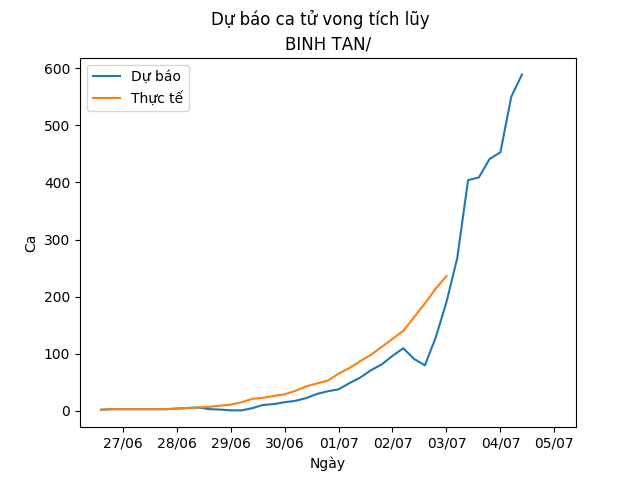 Dự báo ca tử vong tích lũy
BINH TAN/
Dự báo
Thực tế
600
500
400
300
200
100
0
Ca
27/06 28/06 29/06 30/06 01/07 02/07 03/07 04/07 05/07
Ngày